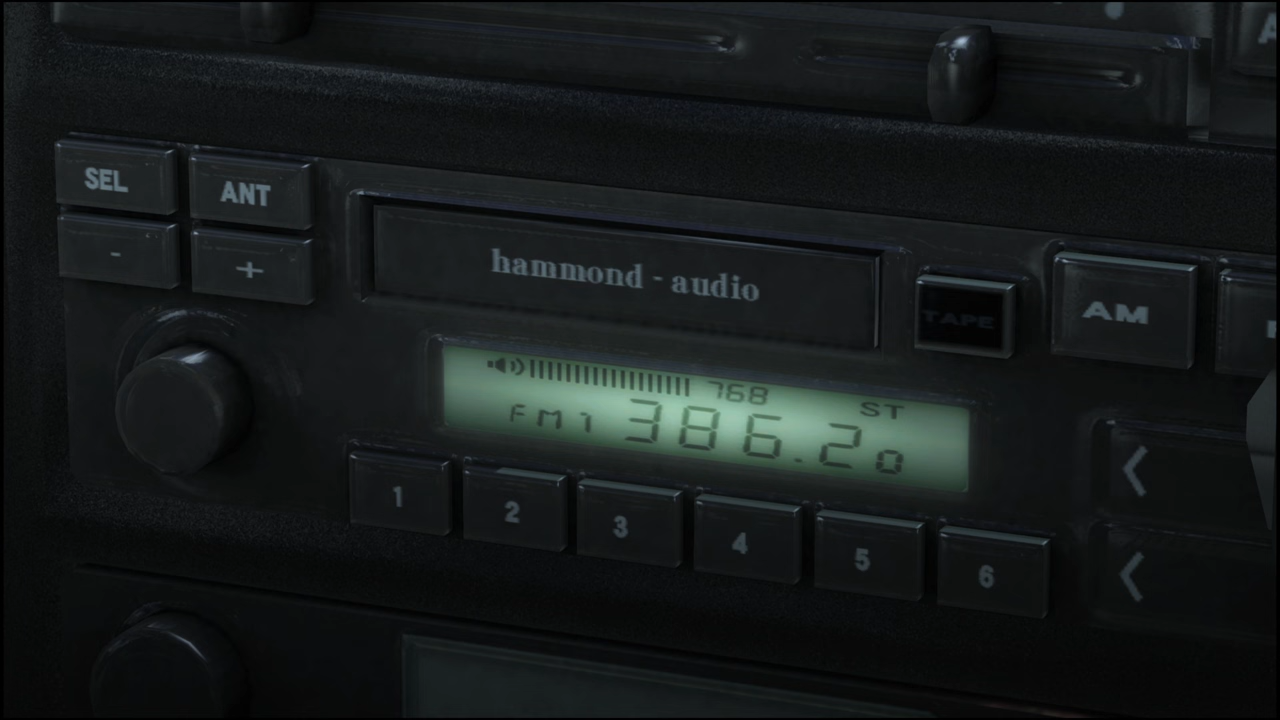 SEL ANT
- +
hammond - audio
TAPE
AM
768
ST
FM1 386.20
1 2 3 4 5 6